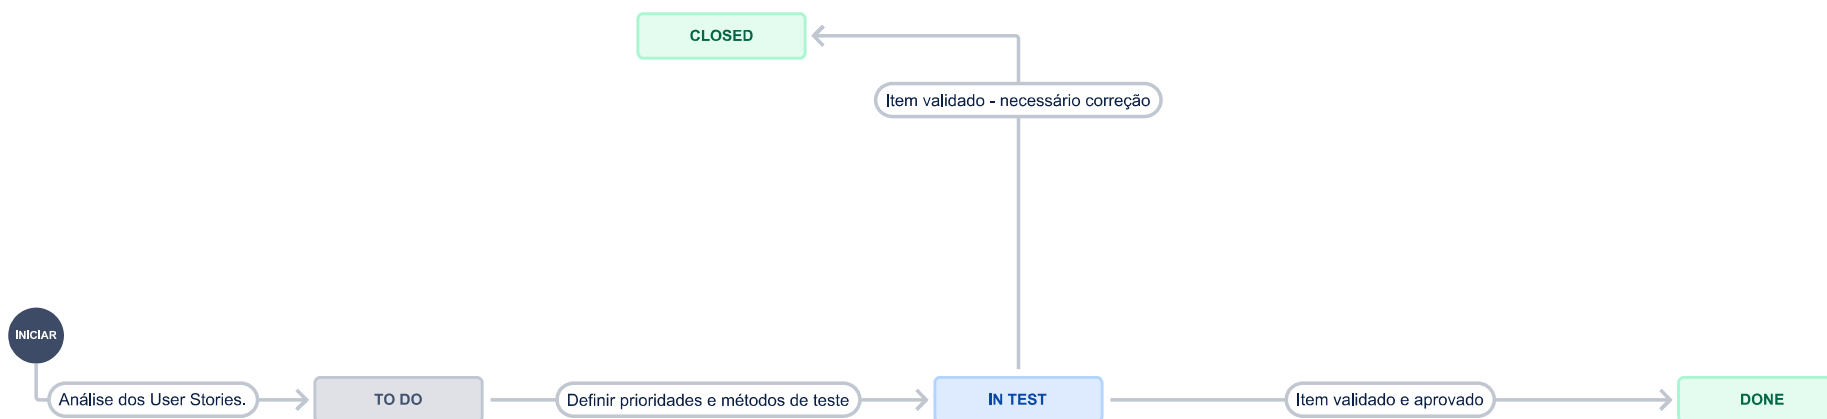 CLOSED
Item validado - necessário correção
INICIAR
Análise dos User Stories.
TO DO
Definir prioridades e métodos de teste
IN TEST
Item validado e aprovado
DONE